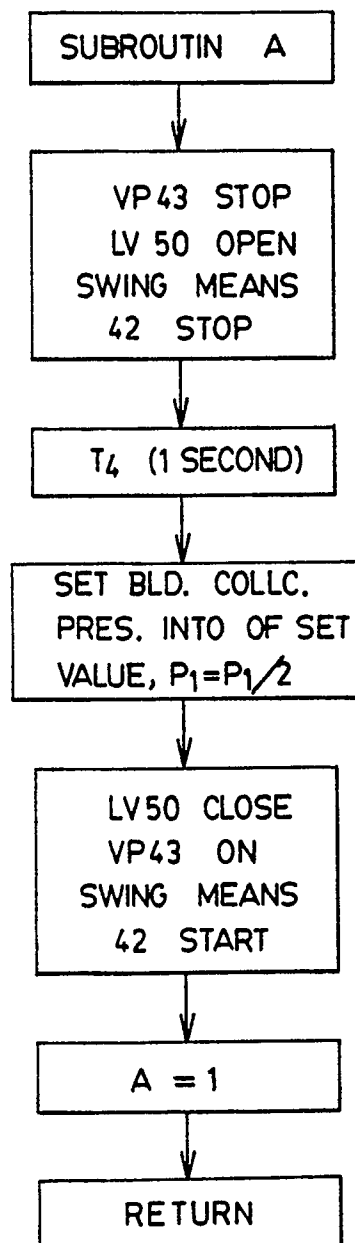 SUBROUTIN A
VP43 STOP
LV 50 OPEN
SWING MEANS
42 STOP
T4 (1 SECOND)
SET BLD. COLLC.
PRES. INTO OF SET
VALUE, P1=P1/2
LV50 CLOSE
VP43 ON
SWING MEANS
42 START
A = 1
RETURN